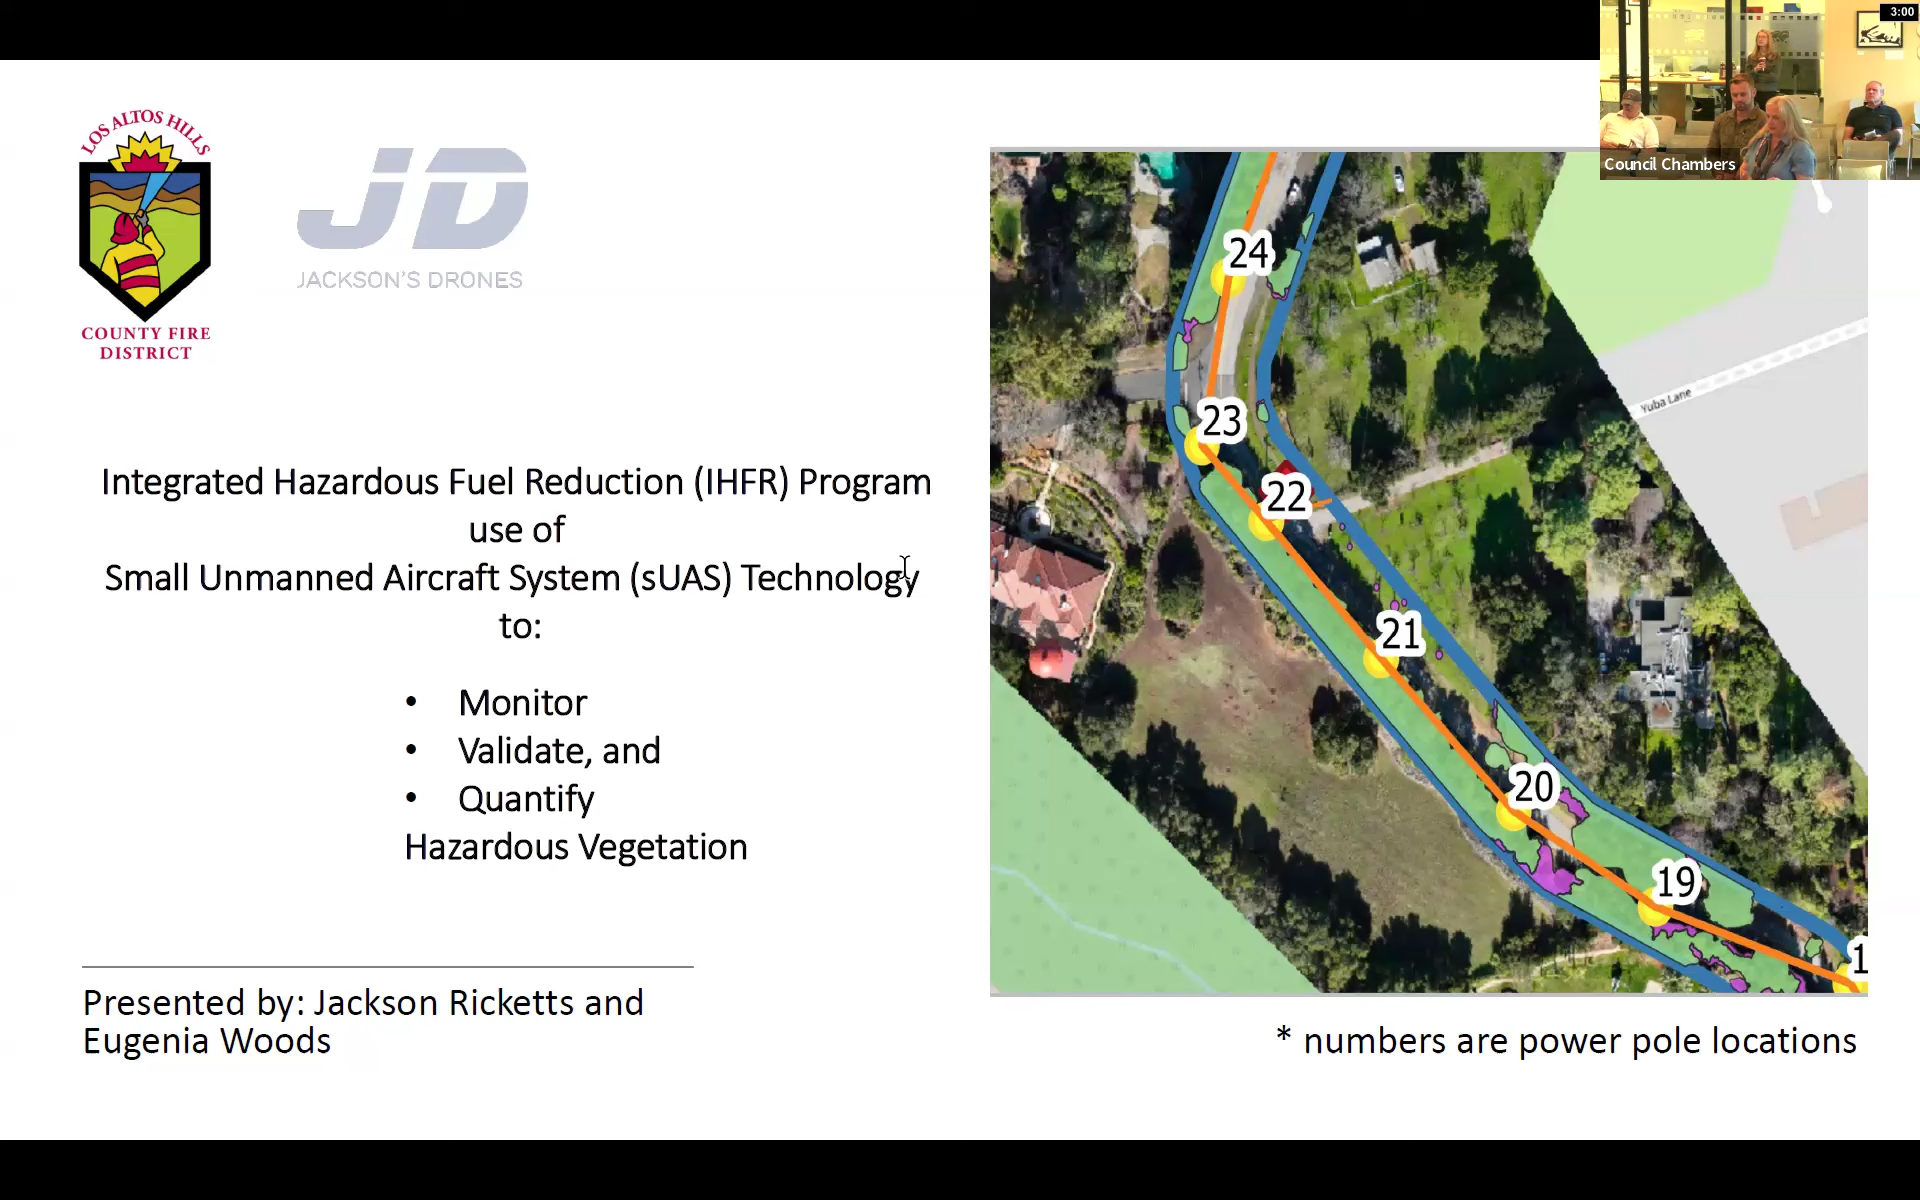 3:00
Council Chambers
LOS ALTOS HILLS
COUNTY FIRE
DISTRICT
JD
JACKSON'S DRONES
Integrated Hazardous Fuel Reduction (IHFR) Program
use of
Small Unmanned Aircraft System (sUAS) Technology
to:
• Monitor
• Validate, and
• Quantify
Hazardous Vegetation
Presented by: Jackson Ricketts and
Eugenia Woods
24
23
Yuba Lane
22
21
20
19
1
* numbers are power pole locations